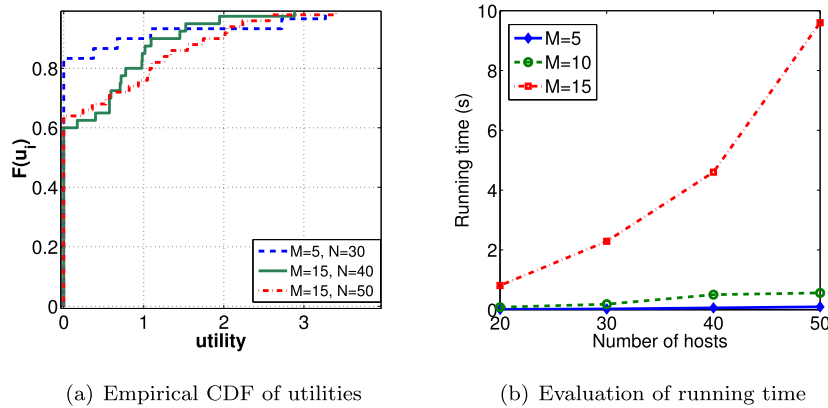 F(u_i)
0.8
0.6
0.4
0.2
0
0
1
2
3
utility
M=5, N=30
M=15, N=40
M=15, N=50
(a) Empirical CDF of utilities
Running time (s)
10
8
6
4
2
0
20
30
40
50
Number of hosts
M=5
M=10
M=15
(b) Evaluation of running time